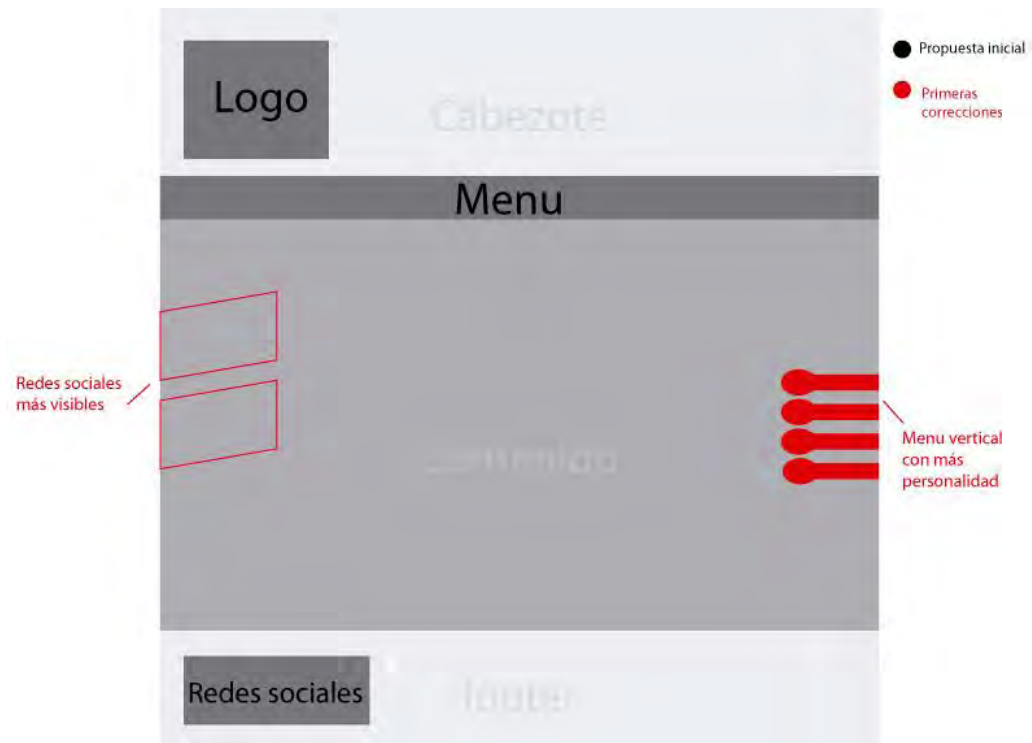 Logo
Cabezote
Propuesta inicial
Primeras
correcciones
Menu
Redes sociales
más visibles
Menu vertical
con más
personalidad
Redes sociales
footer